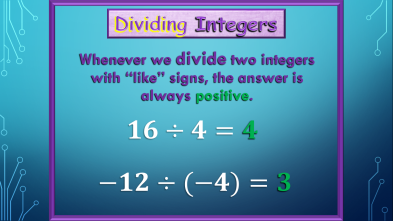 Dividing Integers
Whenever we divide two integers
with “like” signs, the answer is
always positive.
16 ÷ 4 = 4
−12 ÷ (−4) = 3